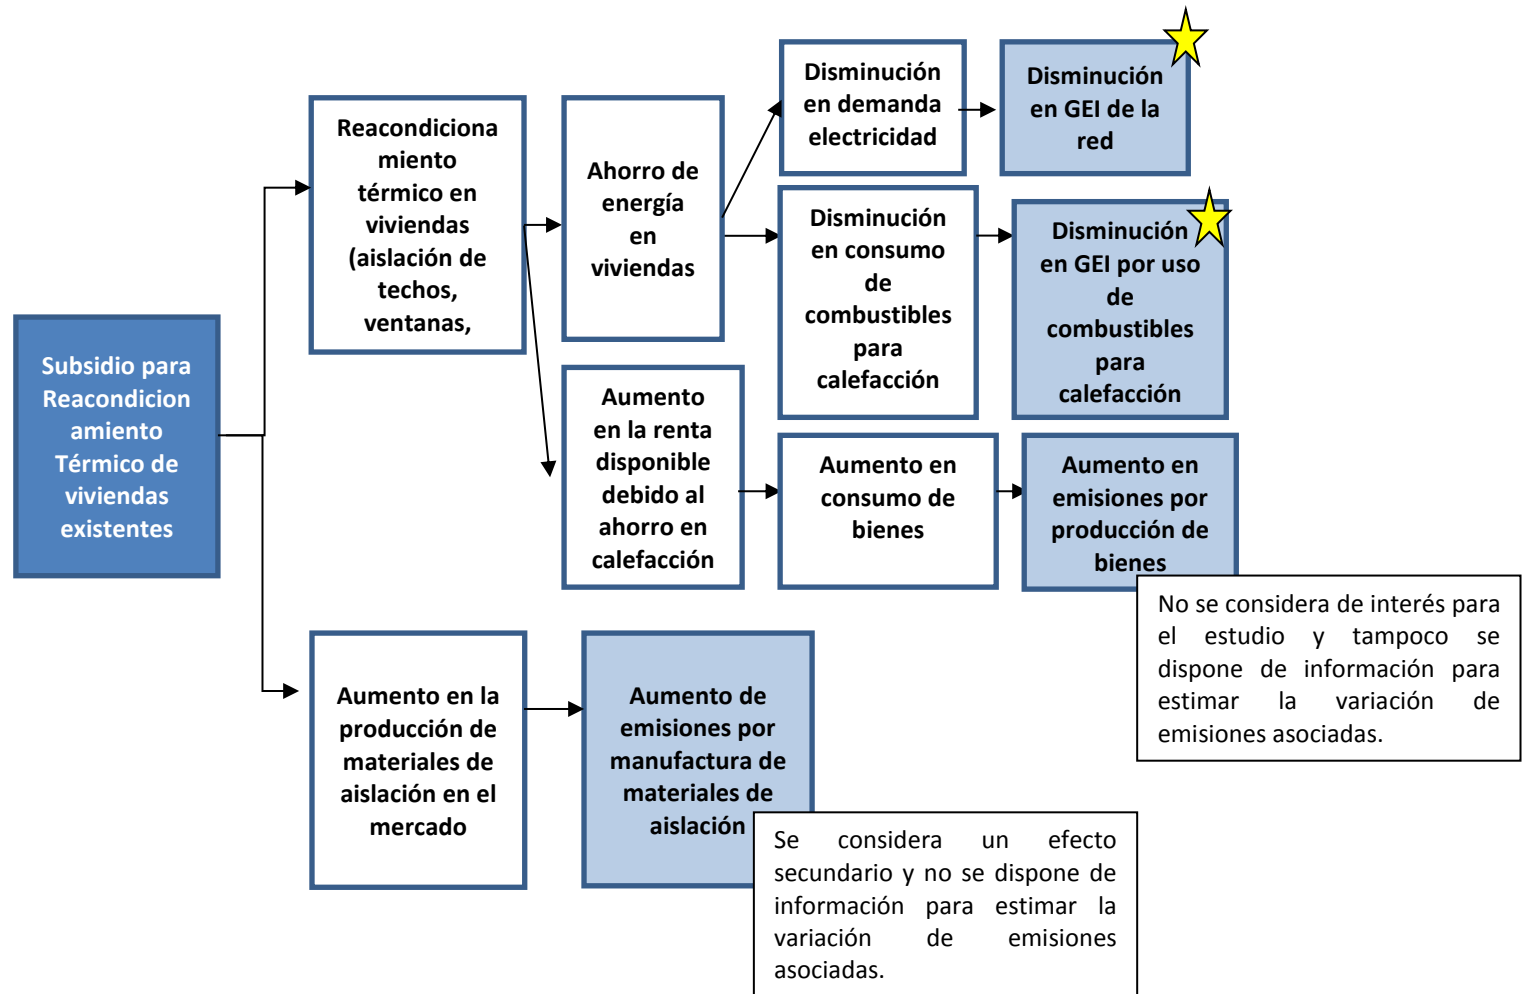 Subsidio para
Reacondicion
amiento
Térmico de
viviendas
existentes
Reacondiciona
miento
térmico en
viviendas
(aislación de
techos,
ventanas,
Ahorro de
energía
en
viviendas
Disminución
en demanda
electricidad
Disminución
en GEI de la
red
Disminución
en consumo
de
combustibles
para
calefacción
Disminución
en GEI por uso
de
combustibles
para
calefacción
Aumento
en la renta
disponible
debido al
ahorro en
calefacción
Aumento en
consumo de
bienes
Aumento en
emisiones por
producción de
bienes
No se considera de interés para
el estudio y tampoco se
dispone de información para
estimar la variación de
emisiones asociadas.
Aumento en la
producción de
materiales de
aislación en el
mercado
Aumento de
emisiones por
manufactura de
materiales de
aislación
Se considera un efecto
secundario y no se dispone de
información para estimar la
variación de emisiones
asociadas.